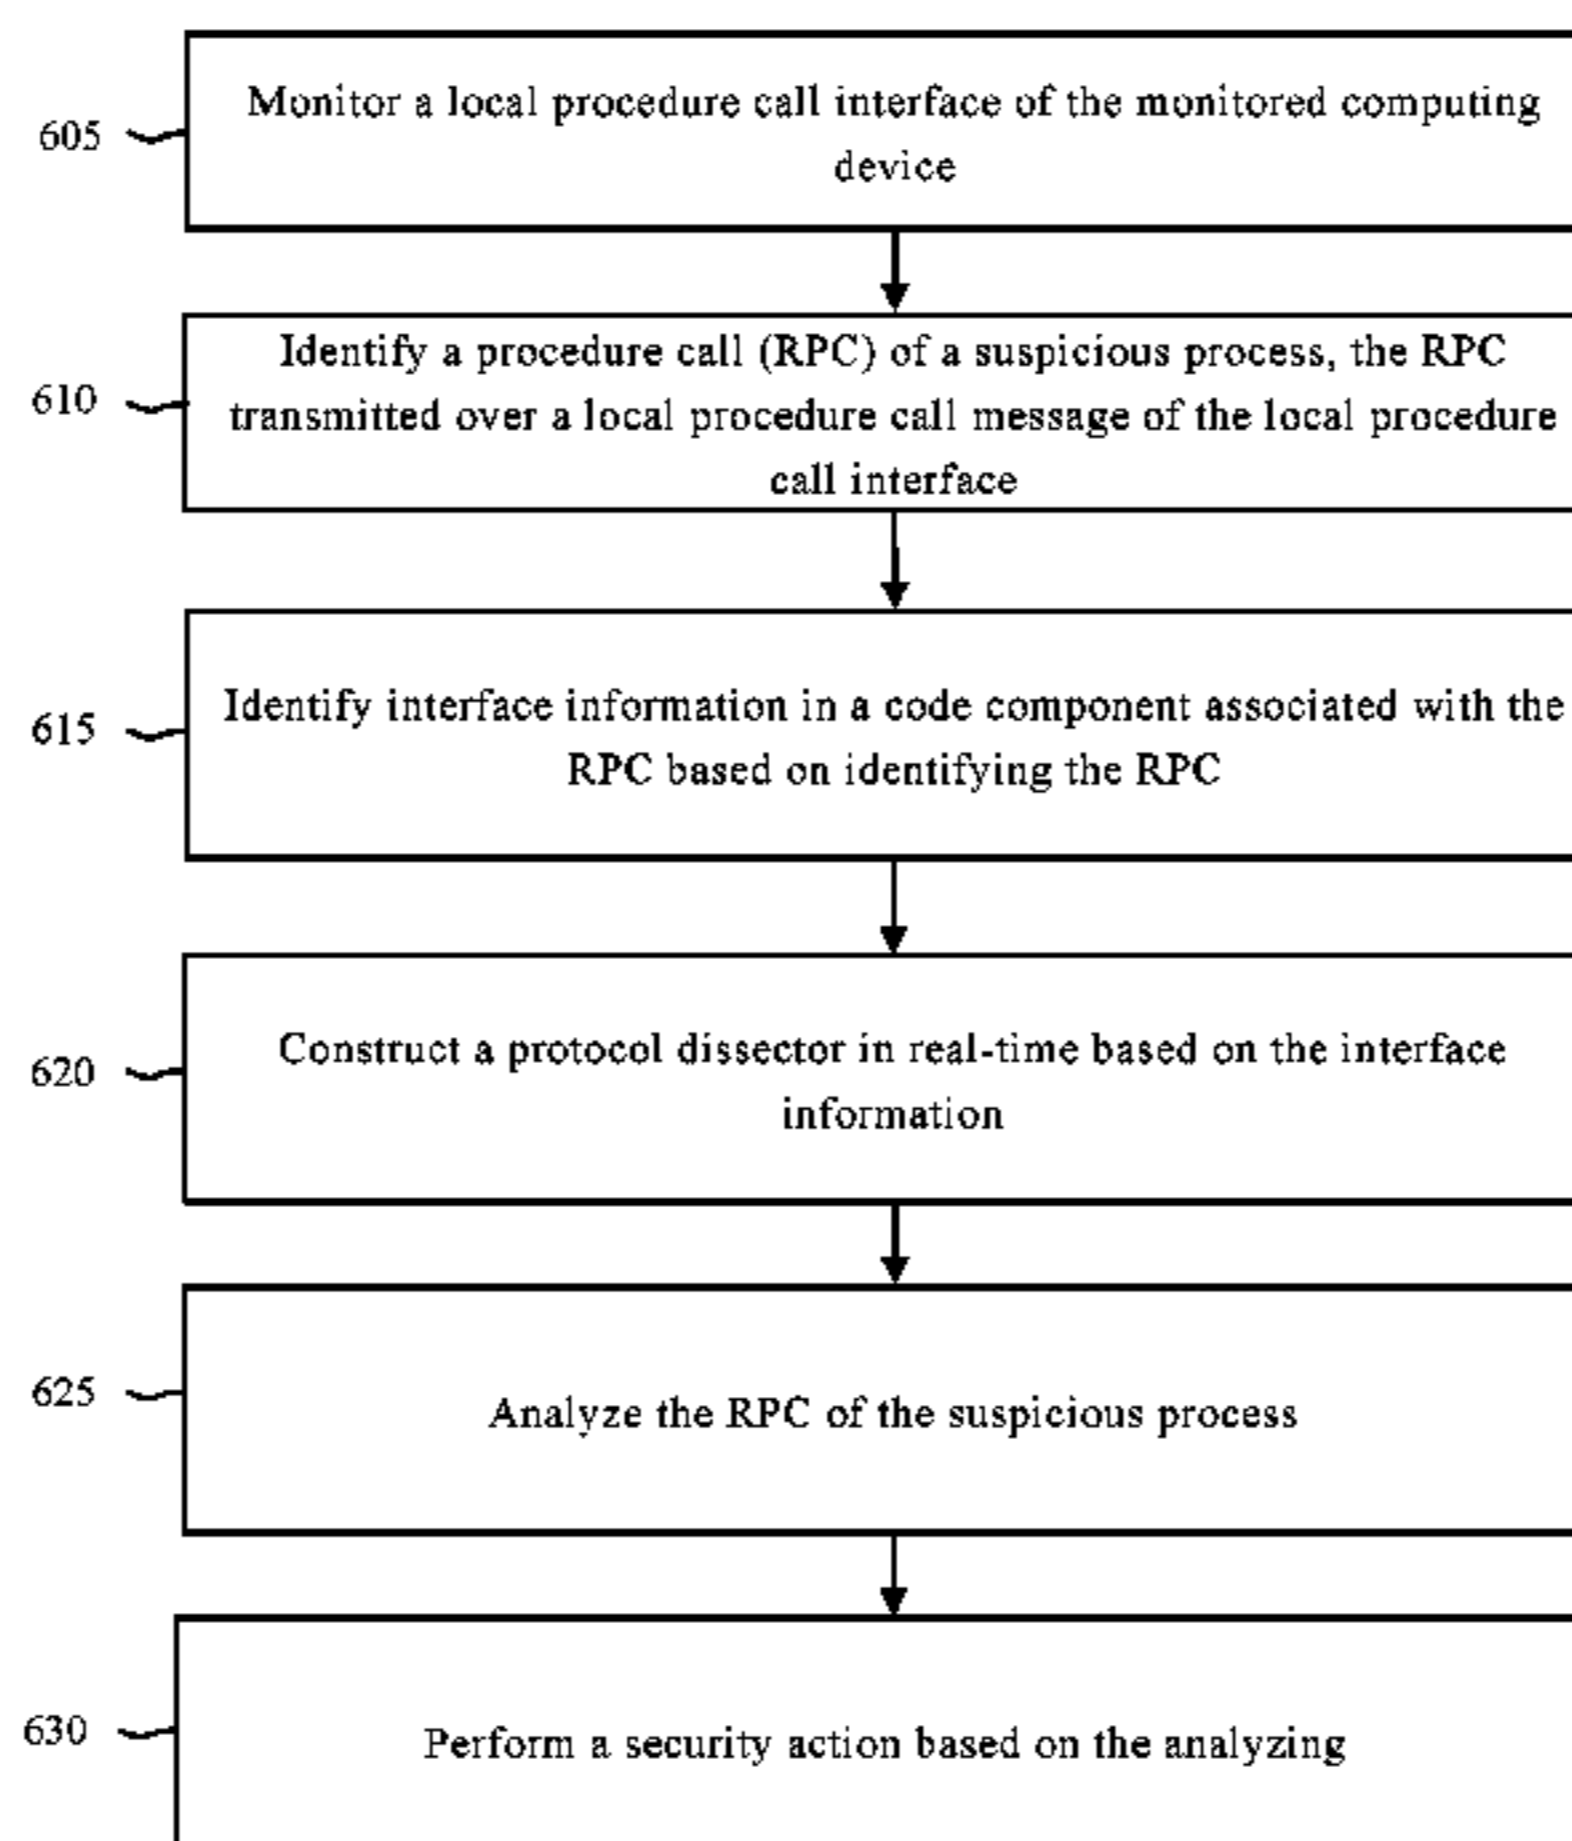 Monitor a local procedure call interface of the monitored computing
device
605
Identify a procedure call (RPC) of a suspicious process, the RPC
transmitted over a local procedure call message of the local procedure
call interface
610
Identify interface information in a code component associated with the
RPC based on identifying the RPC
615
Construct a protocol dissector in real-time based on the interface
information
620
Analyze the RPC of the suspicious process
625
Perform a security action based on the analyzing
630